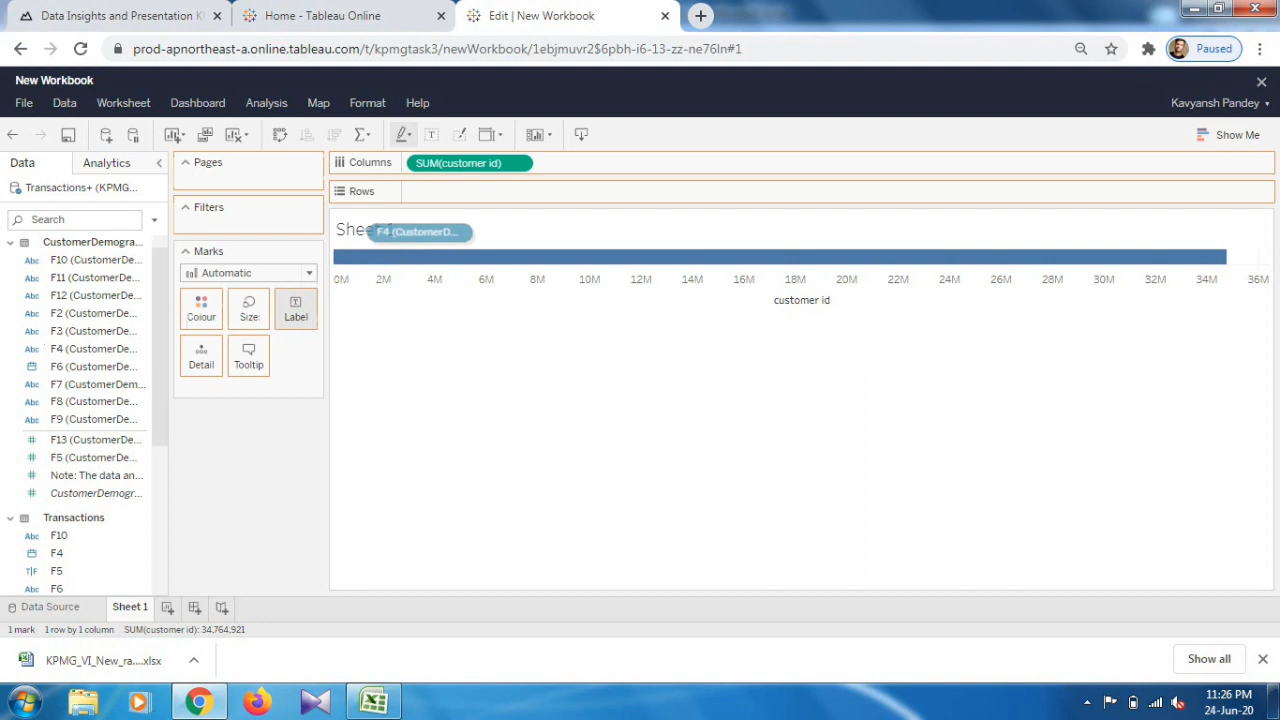 Data Insights and Presentation K
Home - Tableau Online
Edit | New Workbook
prod-apnortheast-a.online.tableau.com/t/kpmgtask3/newWorkbook/1ebjmuvr2$6pbh-i6-13-zz-ne76ln#1
Paused
New Workbook
File Data Worksheet Dashboard Analysis Map Format Help
Kavyansh Pandey
Show Me
Data Analytics
Pages
Columns
SUM(customer id)
Transactions+ (KPMG...
Rows
Filters
Search
Shee
F4 (CustomerD...
CustomerDemogra...
Marks
F10 (CustomerDe...
Automatic
F11 (CustomerDe...
0M 2M 4M 6M 8M 10M 12M 14M 16M 18M 20M 22M 24M 26M 28M 30M 32M 34M 36M
F12 (CustomerDe...
customer id
Colour Size: Label
F2 (CustomerDe...
F3 (CustomerDe...
F4 (CustomerDe...
F6 (CustomerDe...
Detail Tooltip
F7 (CustomerDem...
F8 (CustomerDe...
F9 (CustomerDe...
F13 (CustomerDe...
F5 (CustomerDe...
Note: The data an...
CustomerDemogr...
Transactions
F10
F4
F5
F6
Data Source
Sheet 1
1 mark 1 row by 1 column SUM(customer id): 34,764,921
KPMG_VI_New_ra....xlsx
Show all
11:26 PM
24-Jun-20